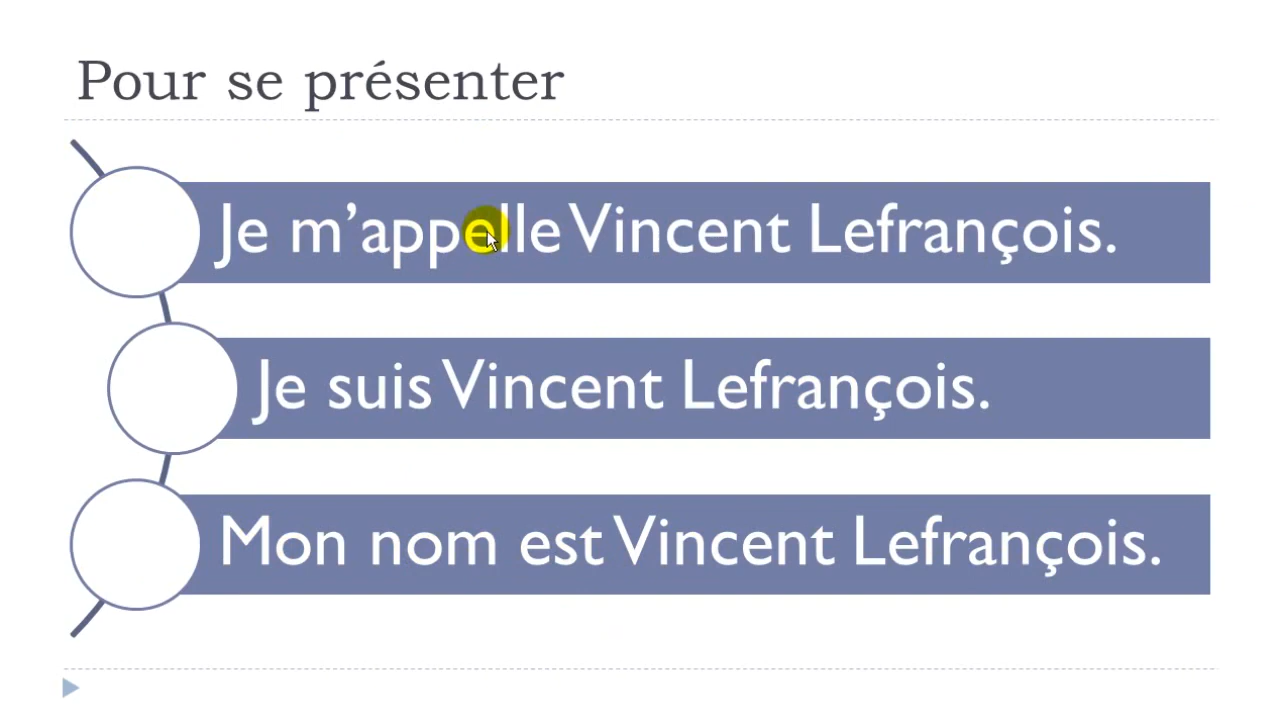 Pour se présenter
Je m’appelle Vincent Lefrançois.
Je suis Vincent Lefrançois.
Mon nom est Vincent Lefrançois.